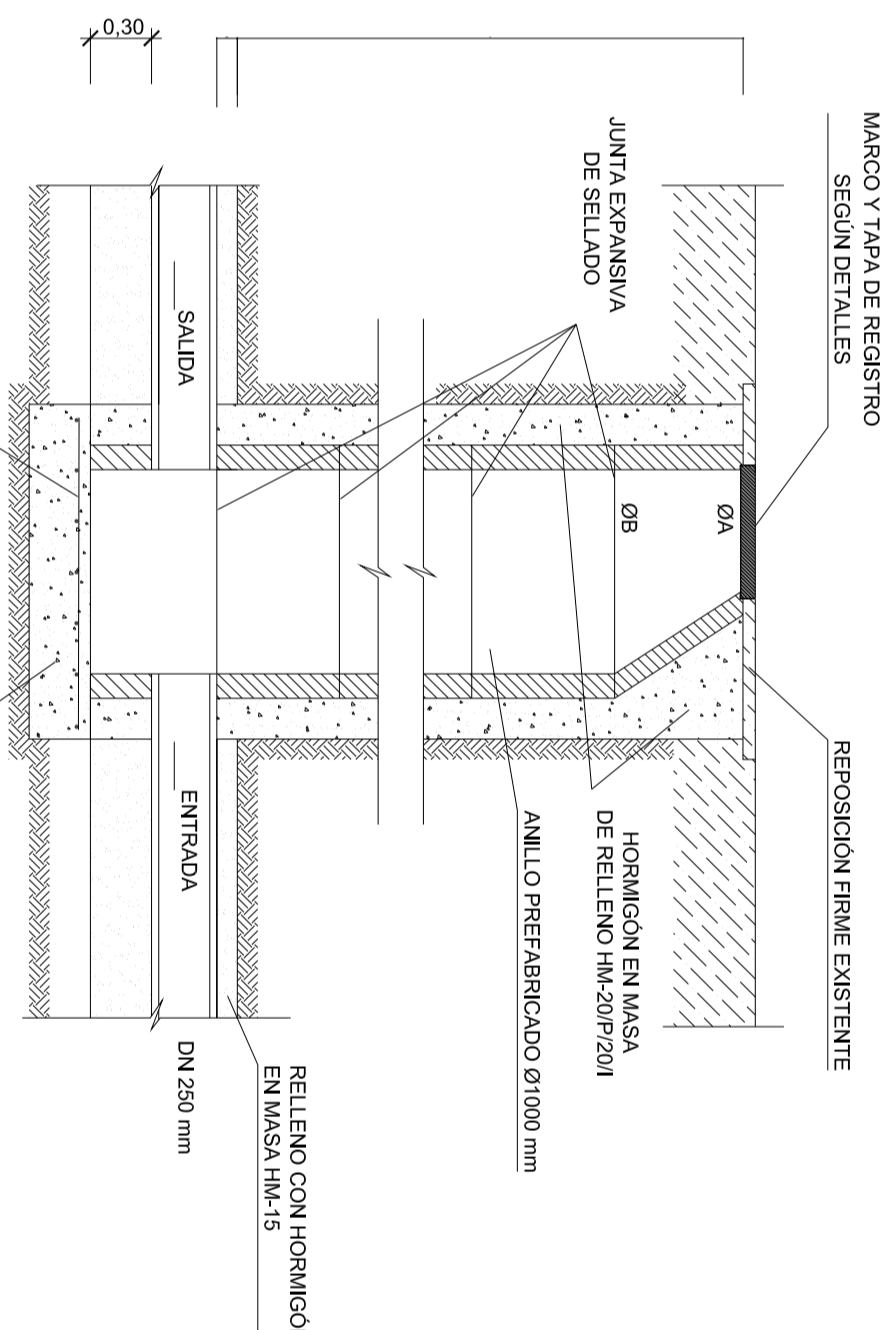 MARCO Y TAPA DE REGISTRO
SEGÚN DETALLES
REPOSICIÓN FIRME EXISTENTE
JUNTA EXPANSIVA
DE SELLADO
ØA
ØB
HORMIGÓN EN MASA
DE RELLENO HM-20/P/20/I
ANILLO PREFABRICADO Ø1000 mm
SALIDA
ENTRADA
DN 250 mm
RELLENO CON HORMIGÓN
EN MASA HM-15
0,30